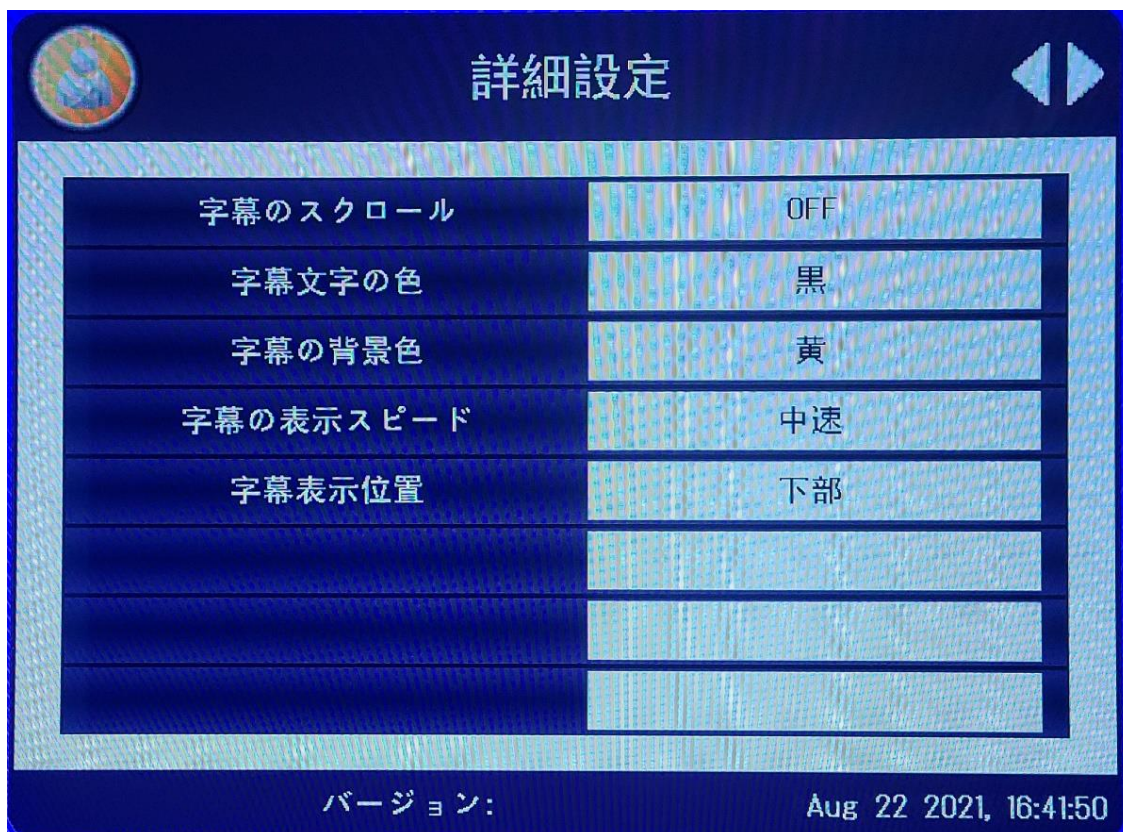 詳細設定
字幕のスクロール OFF
字幕文字の色 黒
字幕の背景色 黄
字幕の表示スピード 中速
字幕表示位置 下部
バージョン: Aug 22 2021, 16:41:50